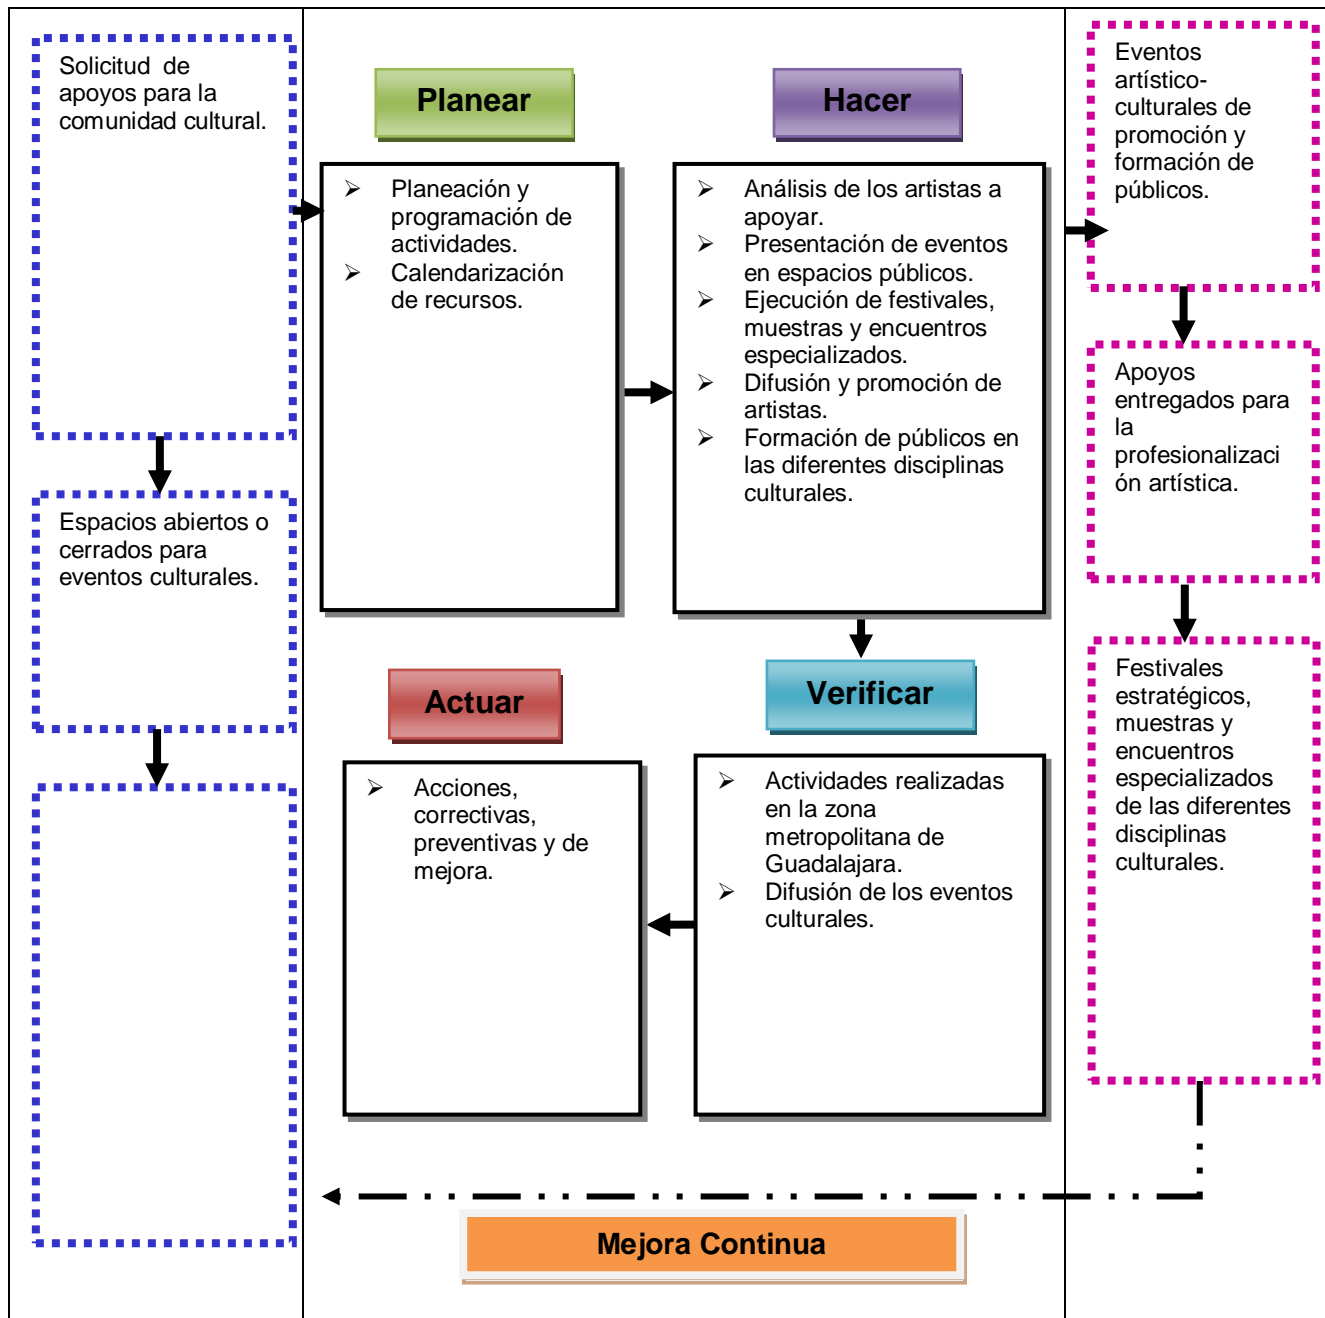 Solicitud de
apoyos para la
comunidad cultural.
Espacios abiertos o
cerrados para
eventos culturales.
Planear
➢ Planeación y
programación de
actividades.
➢ Calendarización
de recursos.
Hacer
➢ Análisis de los artistas a
apoyar.
➢ Presentación de eventos
en espacios públicos.
➢ Ejecución de festivales,
muestras y encuentros
especializados.
➢ Difusión y promoción de
artistas.
➢ Formación de públicos en
las diferentes disciplinas
culturales.
Verificar
➢ Actividades realizadas
en la zona
metropolitana de
Guadalajara.
➢ Difusión de los eventos
culturales.
Actuar
➢ Acciones,
correctivas,
preventivas y de
mejora.
Eventos
artístico-
culturales de
promoción y
formación de
públicos.
Apoyos
entregados para
la
profesionalizaci
ón artística.
Festivales
estratégicos,
muestras y
encuentros
especializados
de las diferentes
disciplinas
culturales.
Mejora Continua